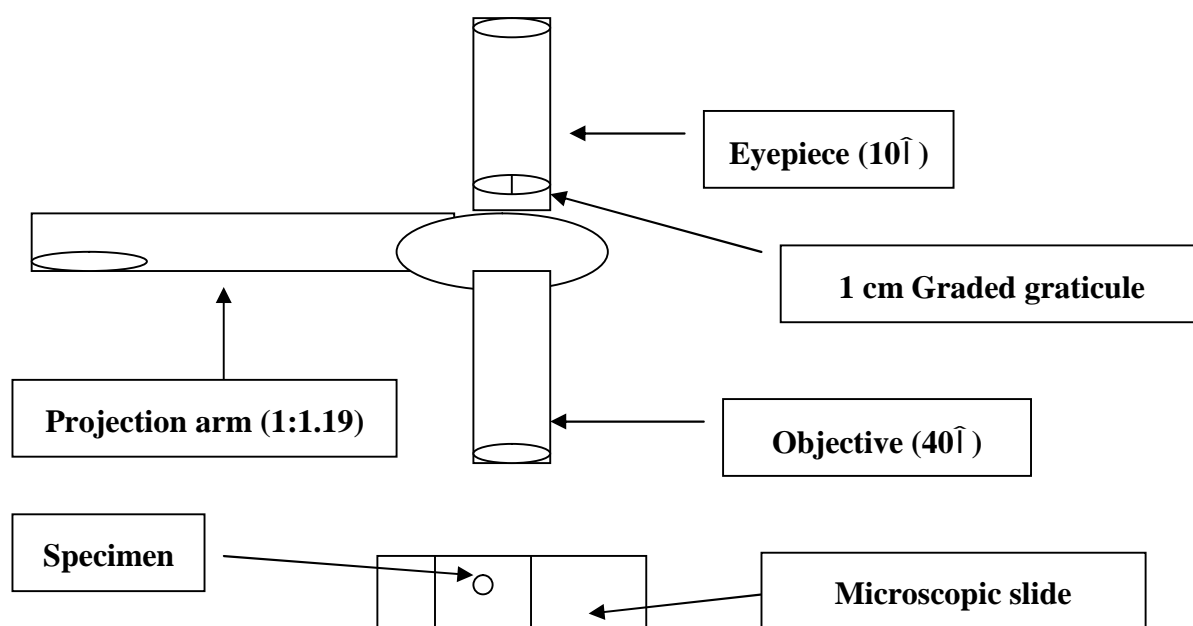 Eyepiece (10Î )
1 cm Graded graticule
Projection arm (1:1.19)
Objective (40Î )
Specimen
Microscopic slide